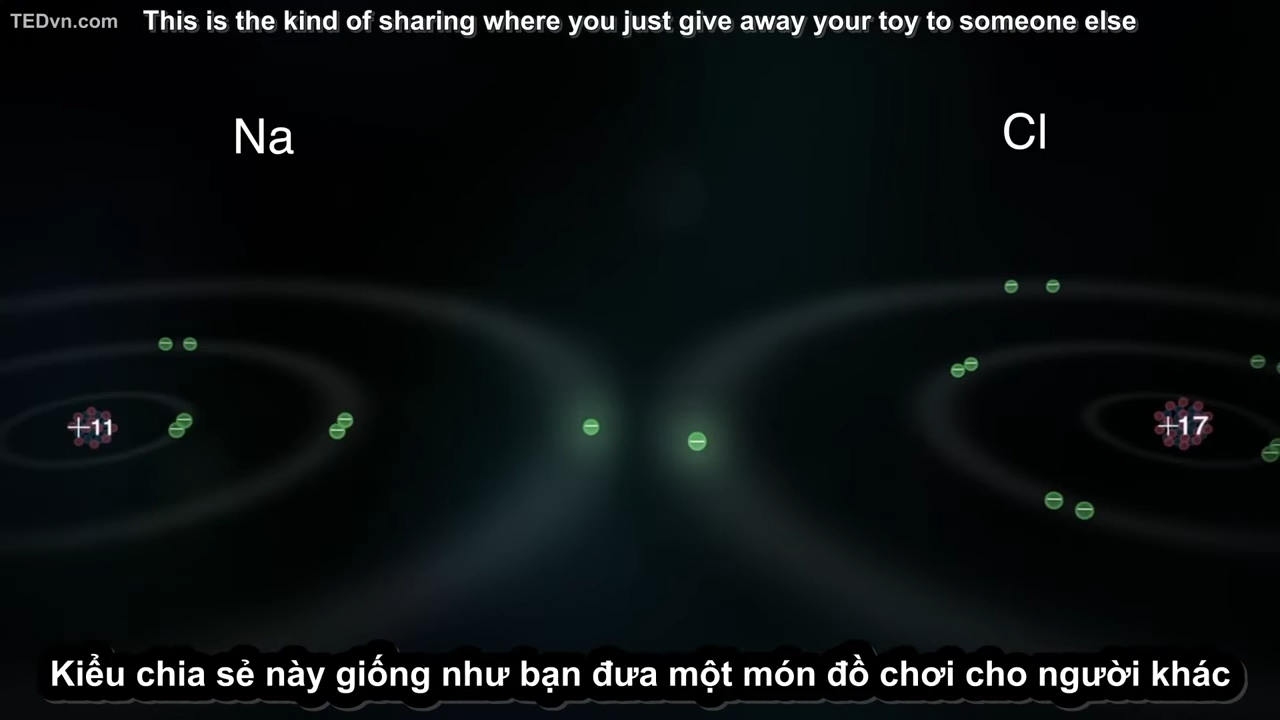 TEDvn.com
This is the kind of sharing where you just give away your toy to someone else
Na
Cl
+11
+17
Kiểu chia sẻ này giống như bạn đưa một món đồ chơi cho người khác